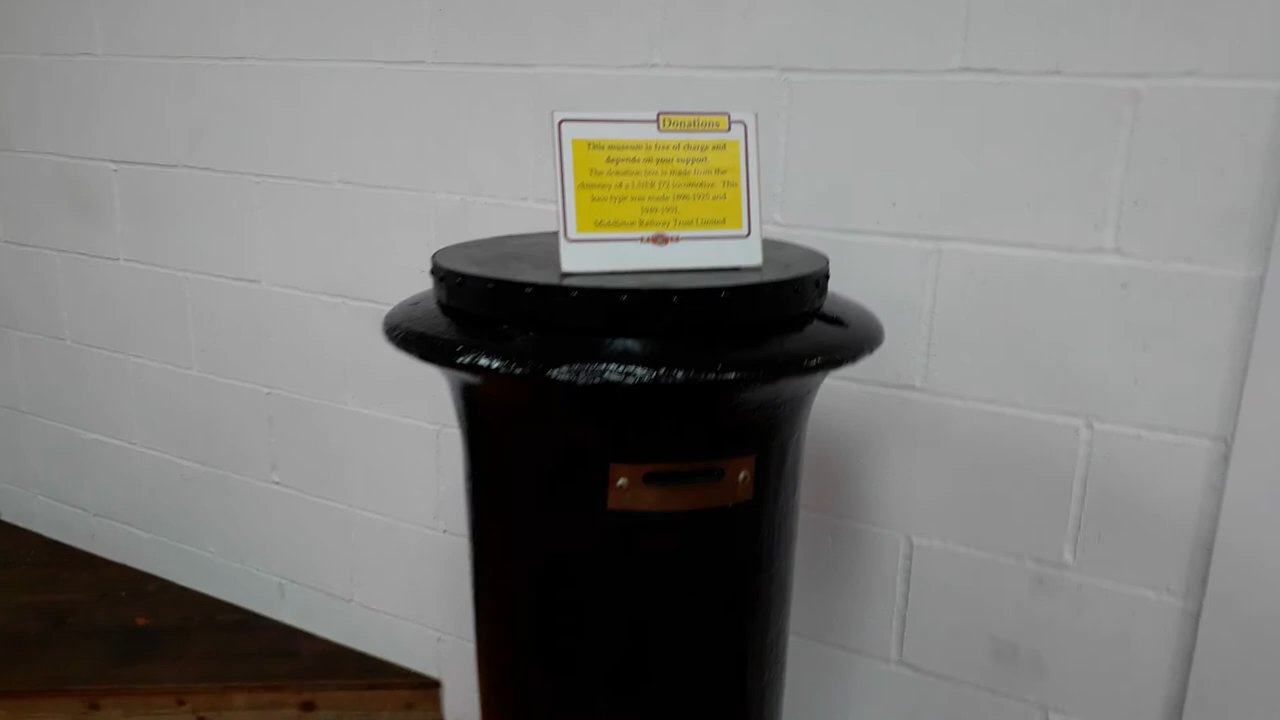 Donations
This museum is free of charge and
depends on your support.
The donation box is made from the
chimney of a LNER J72 locomotive. This
loco type was made 1898-1925 and
1949-1951.
Middleton Railway Trust Limited